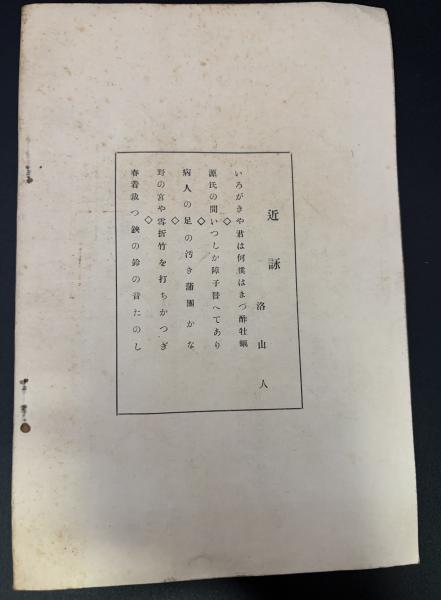 近詠
洛山人
いろがきや君は何僕はまづ酢牡蠣
◇
源氏の間いつしか障子替へてあり
◇
病人の足の汚き蒲團かな
◇
野の宮や雪折竹を打ちかつぎ
◇
春着裁つ鋏の鈴の音たのし